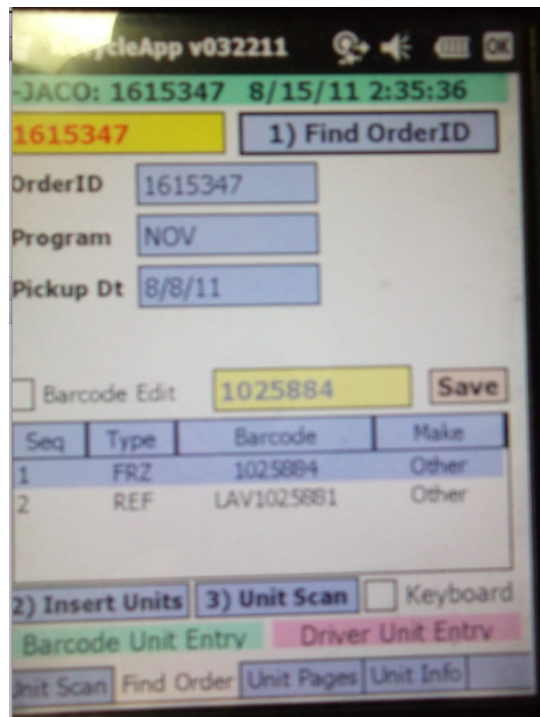 cleApp v032211 OK
-JACO: 1615347 8/15/11 2:35:36
1615347 1) Find OrderID
OrderID 1615347
Program NOV
Pickup Dt 8/8/11
Barcode Edit 1025884 Save
Seq Type Barcode Make
1 FRZ 1025884 Other
2 REF LAV1025881 Other
2) Insert Units 3) Unit Scan Keyboard
Barcode Unit Entry Driver Unit Entry
Unit Scan Find Order Unit Pages Unit Info